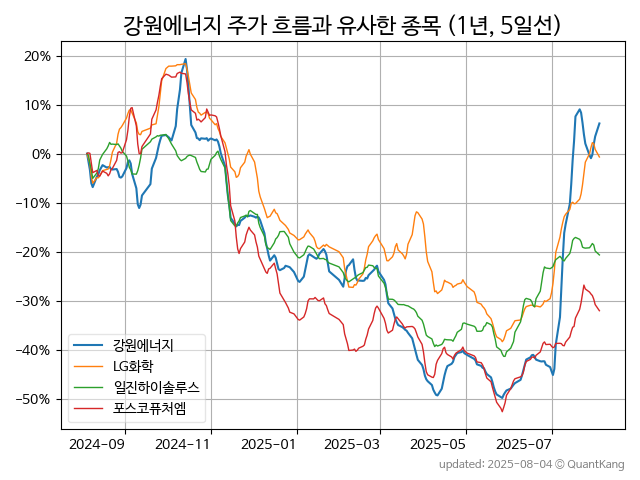 강원에너지 주가 흐름과 유사한 종목 (1년, 5일선)
20%
10%
0%
−10%
−20%
−30%
−40%
−50%
강원에너지
LG화학
일진하이솔루스
포스코퓨처엠
2024-09
2024-11
2025-01
2025-03
2025-05
2025-07
updated: 2025-08-04 © QuantKang